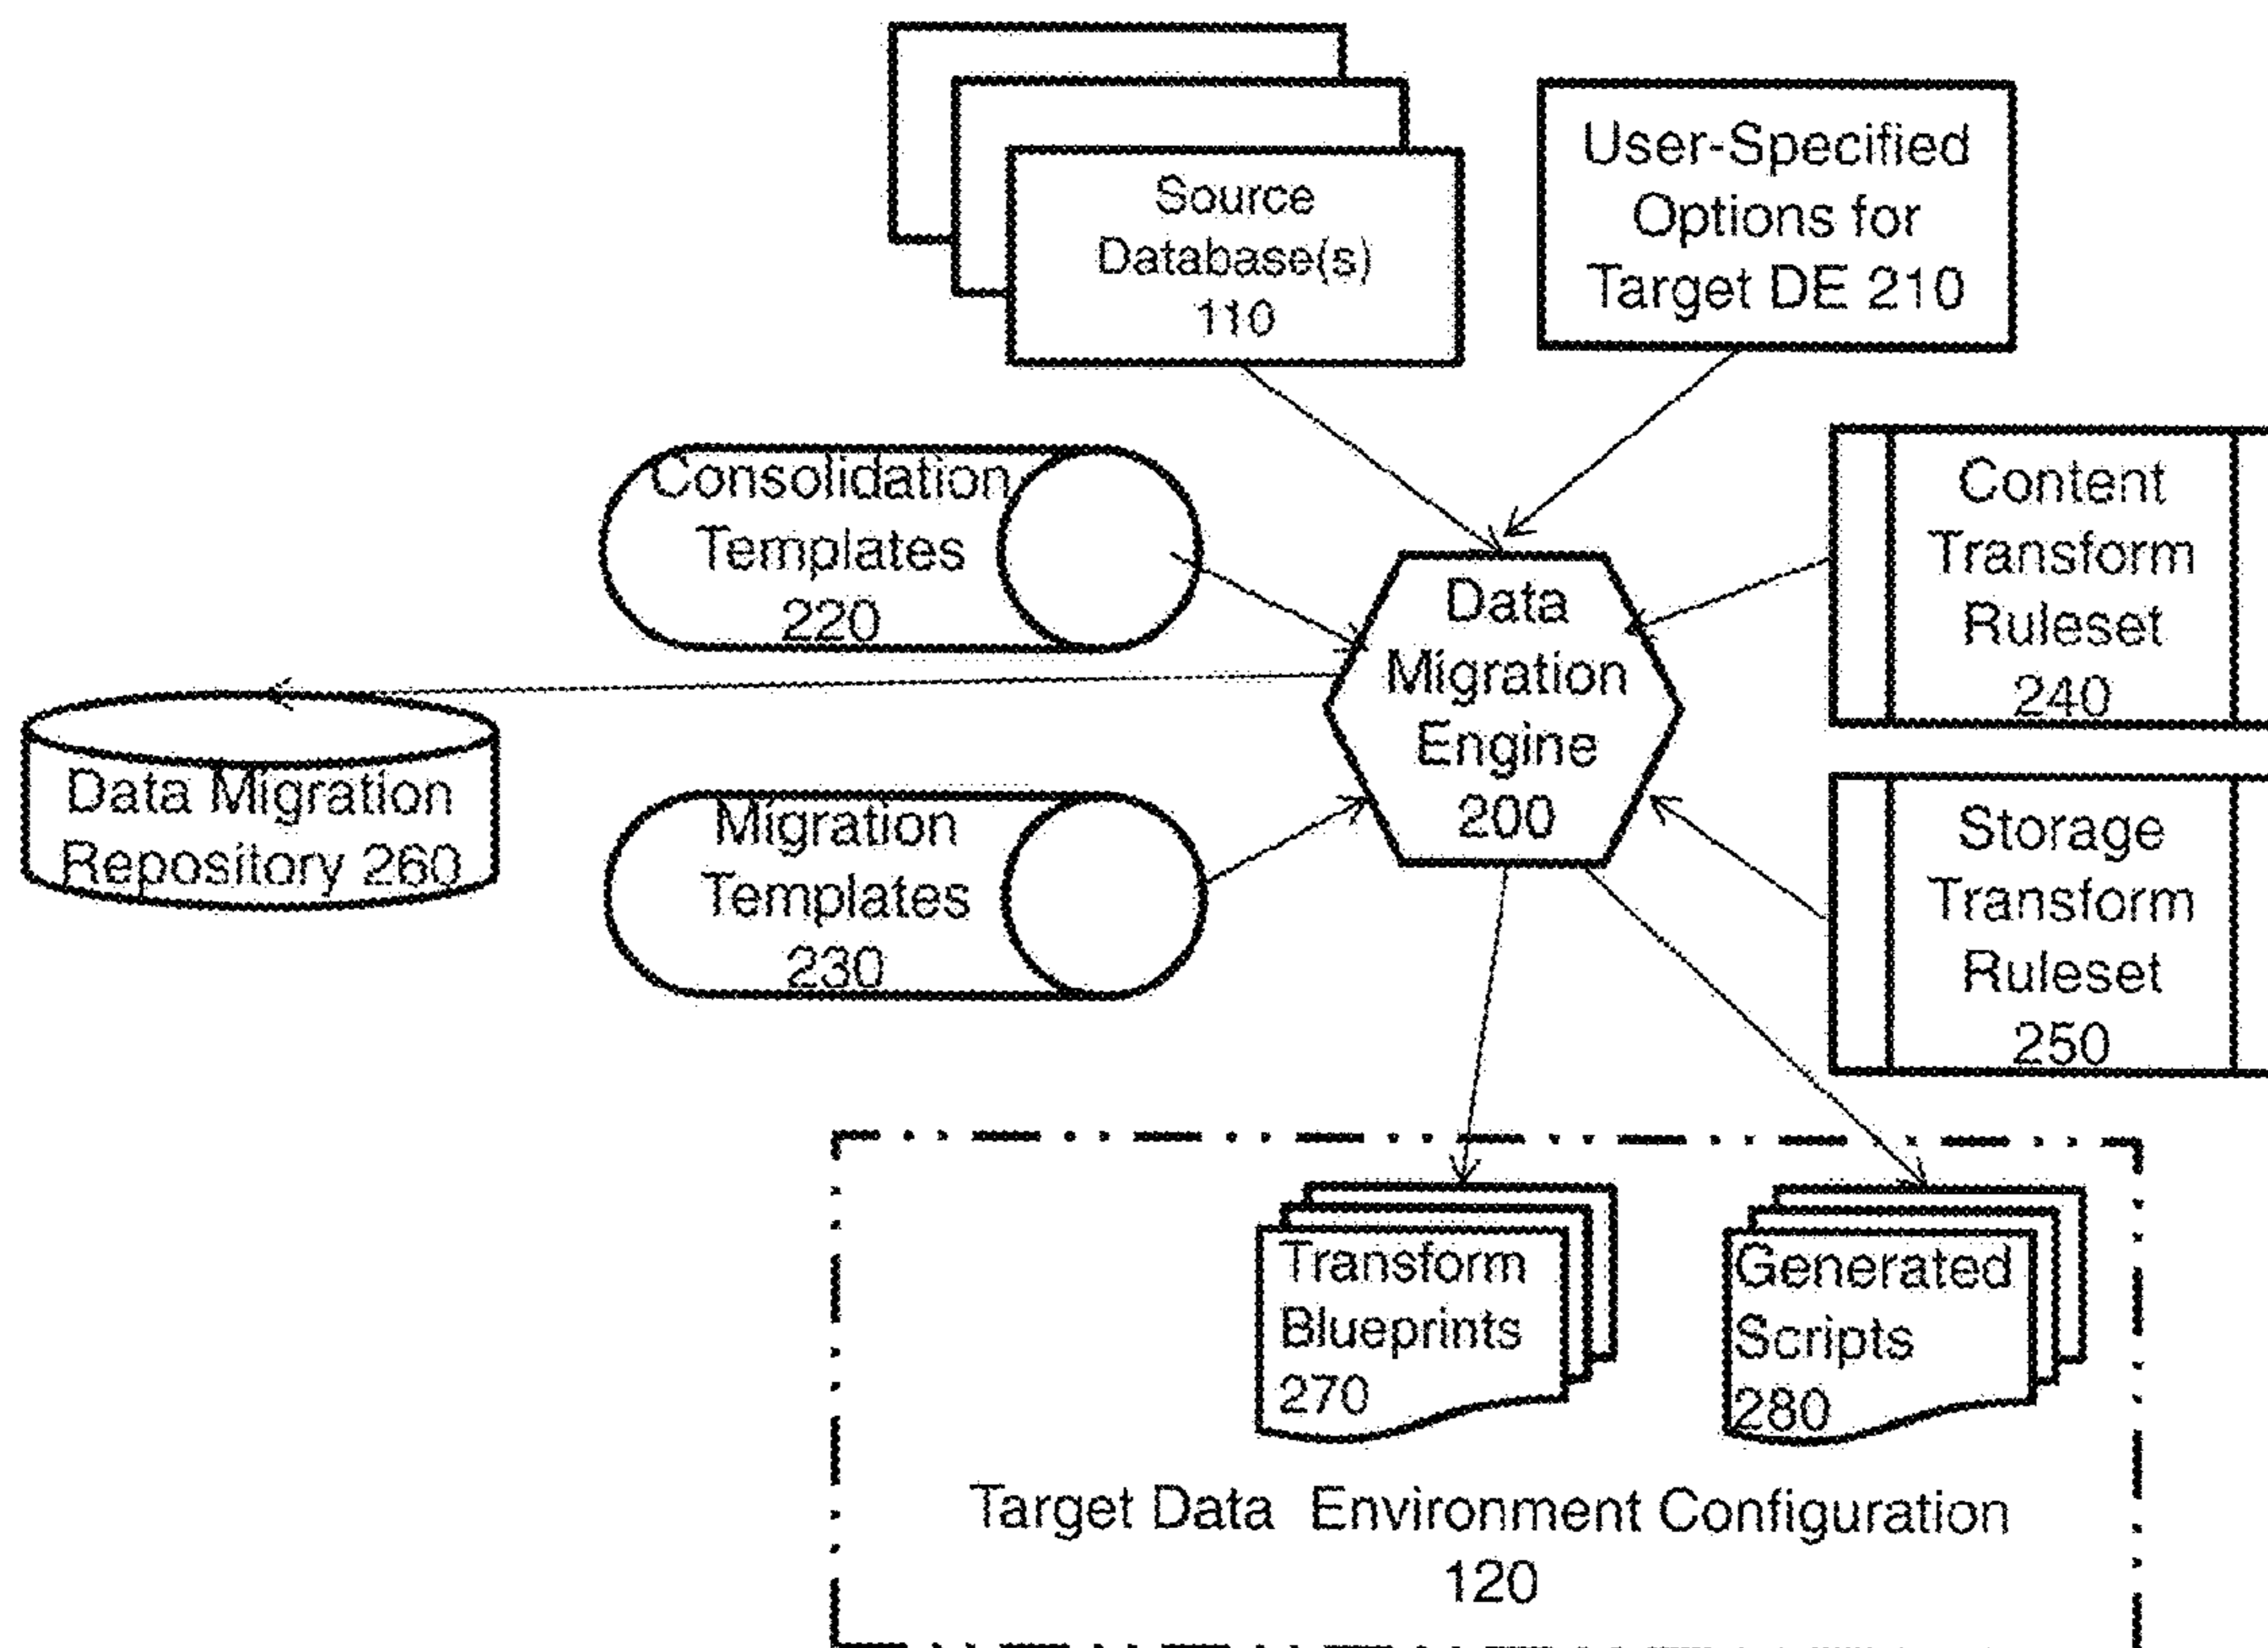 Source
Database(s)
110
User-Specified
Options for
Target DE 210
Consolidation
Templates
220
Data
Migration
Engine
200
Content
Transform
Ruleset
240
Data Migration
Repository 260
Migration
Templates
230
Storage
Transform
Ruleset
250
Transform
Blueprints
270
Generated
Scripts
280
Target Data Environment Configuration
120